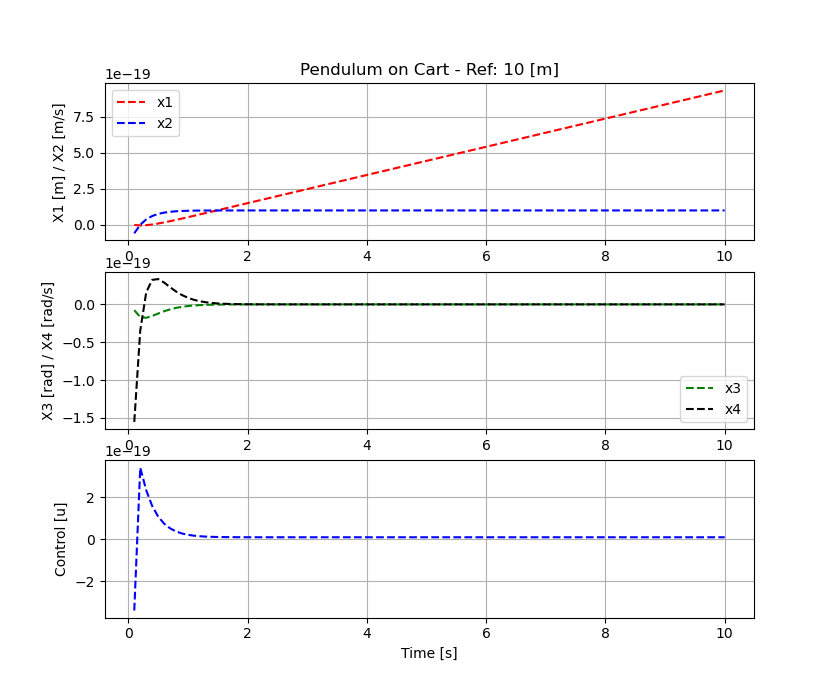 Pendulum on Cart - Ref: 10 [m]
1e−19
X1 [m] / X2 [m/s]
7.5
5.0
2.5
0.0
x1
x2
0 2 4 6 8 10
1e−19
X3 [rad] / X4 [rad/s]
0.0
−0.5
−1.0
−1.5
x3
x4
0 2 4 6 8 10
1e−19
Control [u]
2
0
−2
0 2 4 6 8 10
Time [s]